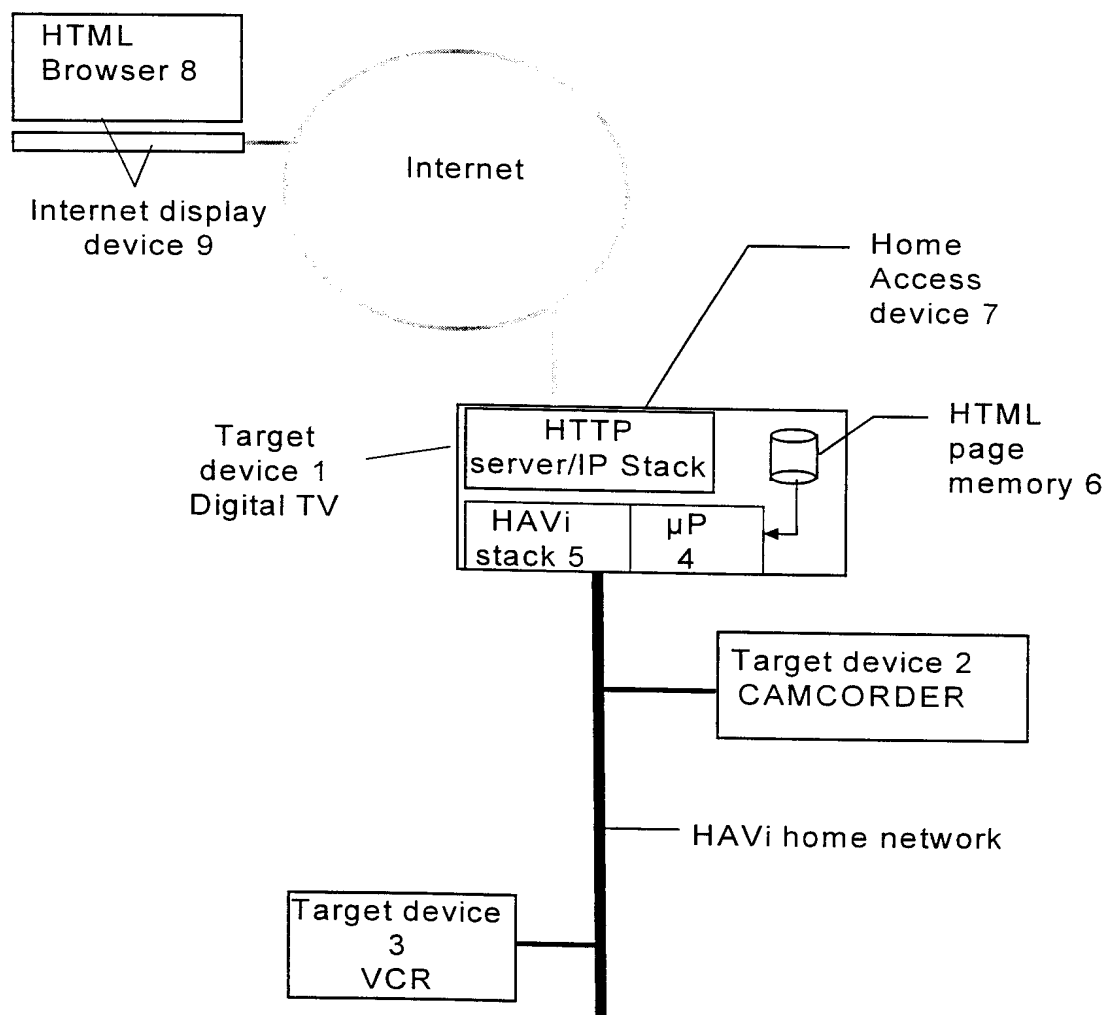 HTML
Browser 8
Internet
Internet display
device 9
Home
Access
device 7
Target
device 1
Digital TV
HTTP
server/IP Stack
HAVi
stack 5
µP
4
HTML
page
memory 6
Target device 2
CAMCORDER
HAVi home network
Target device
3
VCR